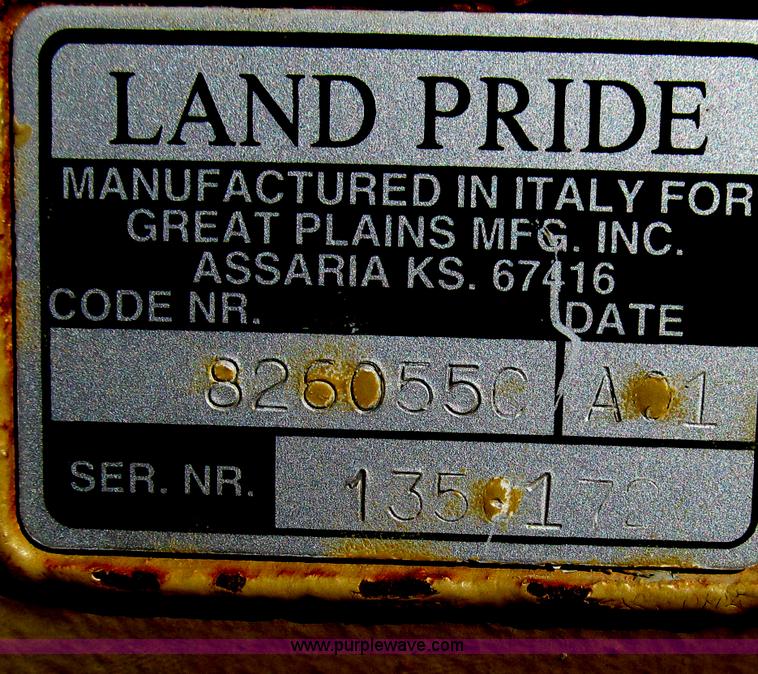 LAND PRIDE
MANUFACTURED IN ITALY FOR
GREAT PLAINS MFG. INC.
ASSARIA KS. 67416
CODE NR. DATE
826055C
SER. NR.
www.purplewave.com